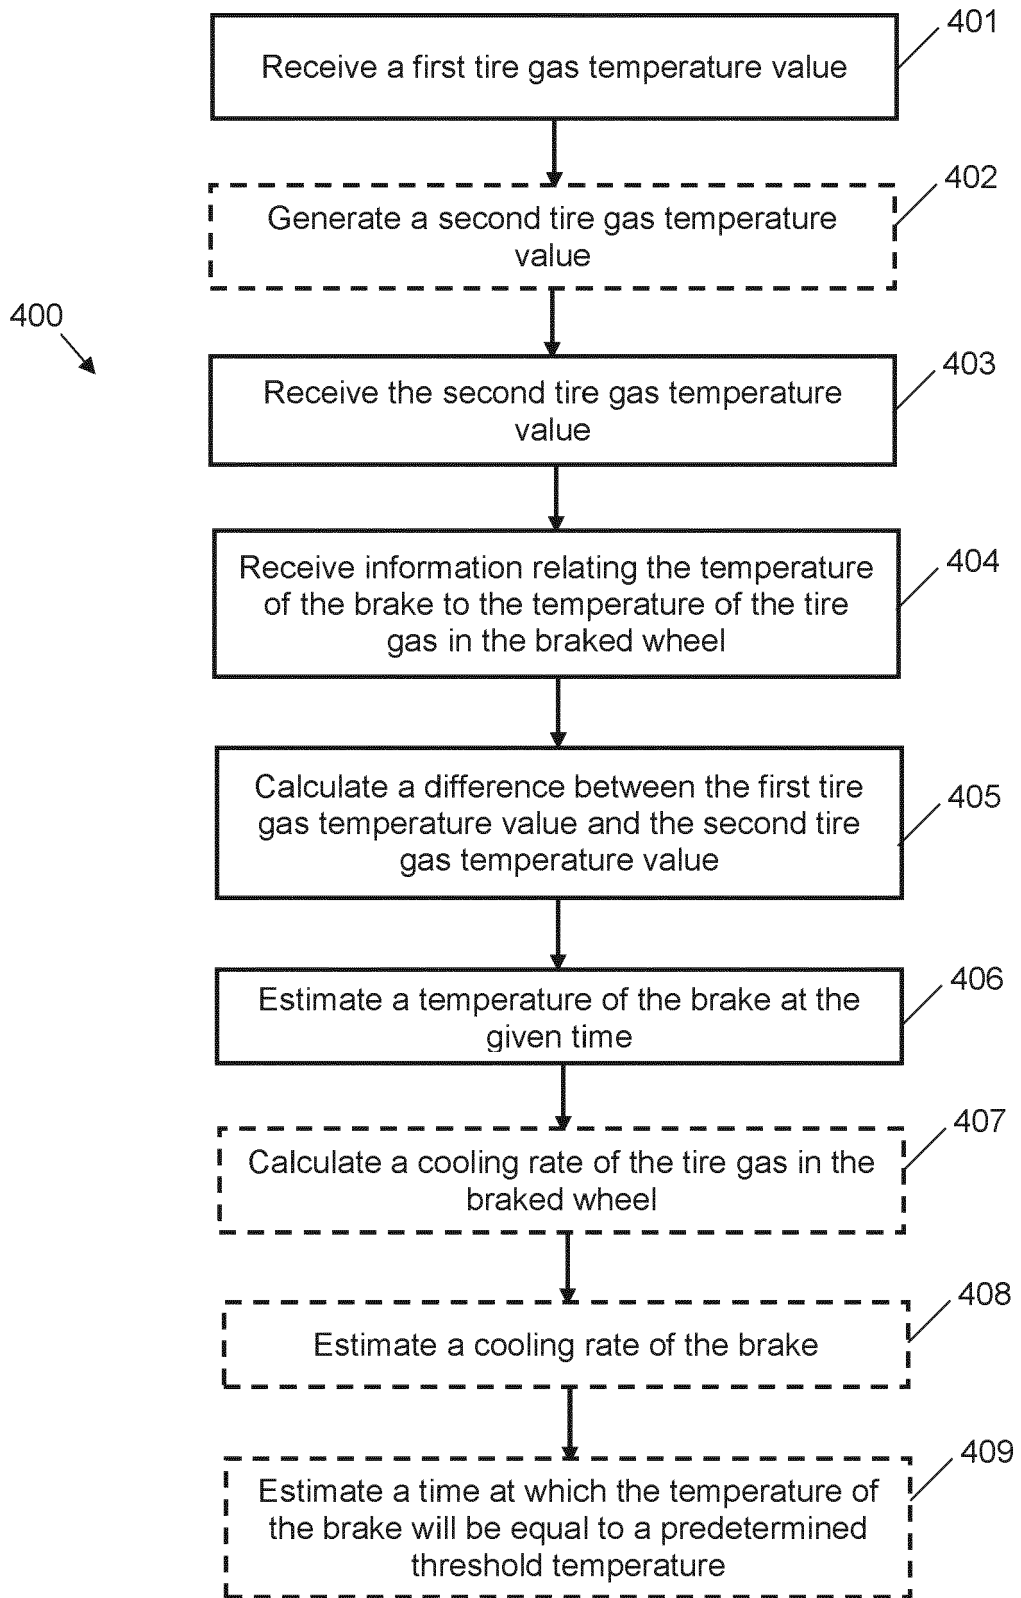 401
Receive a first tire gas temperature value
402
Generate a second tire gas temperature
value
400
403
Receive the second tire gas temperature
value
404
Receive information relating the temperature
of the brake to the temperature of the tire
gas in the braked wheel
405
Calculate a difference between the first tire
gas temperature value and the second tire
gas temperature value
406
Estimate a temperature of the brake at the
given time
407
Calculate a cooling rate of the tire gas in the
braked wheel
408
Estimate a cooling rate of the brake
409
Estimate a time at which the temperature of
the brake will be equal to a predetermined
threshold temperature